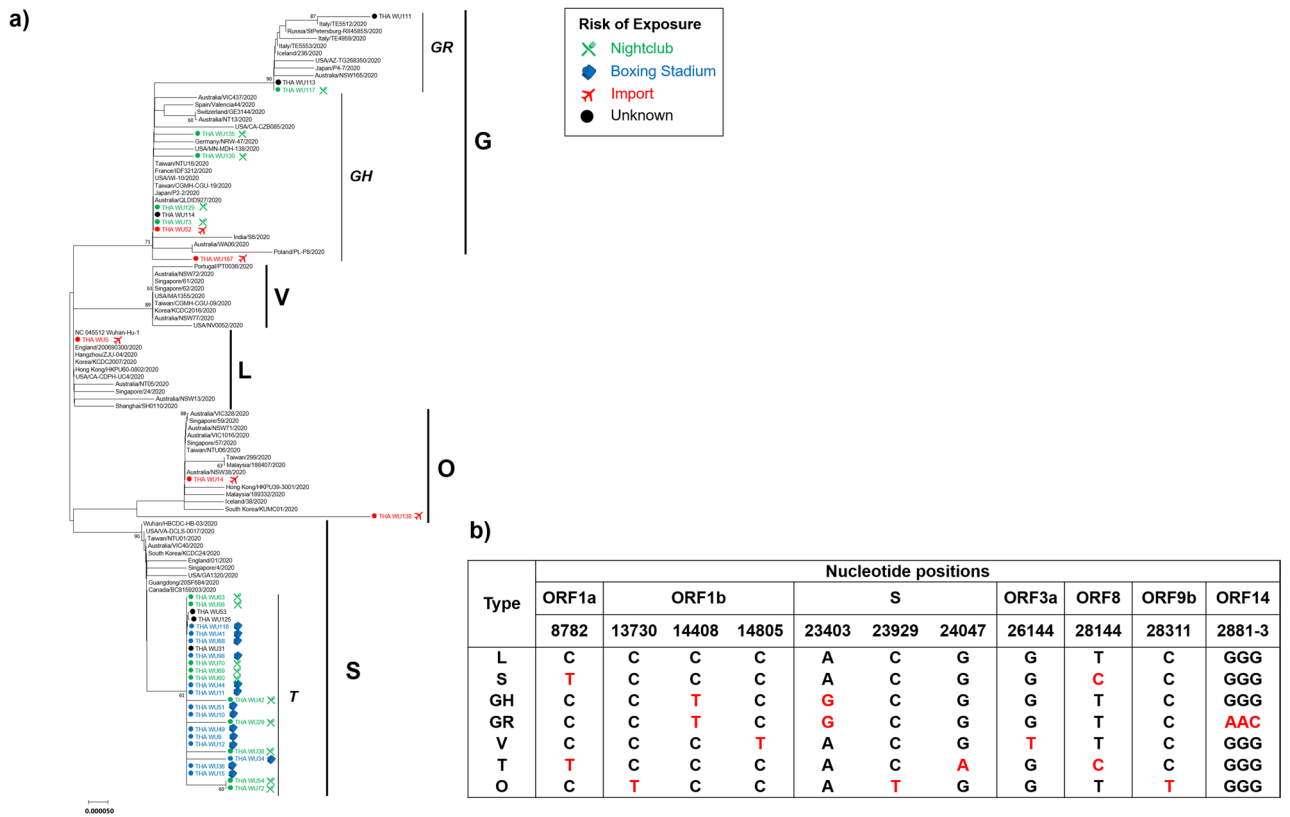 a)
87
THA WU111
Italy/TE5512/2020
Russia/StPetersburg-RII4585S/2020
Italy/TE4959/2020
Italy/TE5553/2020
Iceland/236/2020
USA/AZ-TG268350/2020
Japan/P4-7/2020
Australia/NSW165/2020
90
THA WU113
THA WU117
GR
Australia/VIC437/2020
Spain/Valencia44/2020
Switzerland/GE3144/2020
60
Australia/NT13/2020
USA/CA-CZB085/2020
THA WU135
Germany/NRW-47/2020
USA/MN-MDH-138/2020
THA WU130
Taiwan/NTU16/2020
France/IDF3212/2020
USA/WI-10/2020
Taiwan/CGMH-CGU-19/2020
Japan/P2-2/2020
Australia/QLDID927/2020
THA WU129
THA WU114
THA WU73
THA WU52
India/S6/2020
71
Australia/WA06/2020
Poland/PL-P8/2020
THA WU187
GH
G
Portugal/PT0036/2020
Australia/NSW72/2020
Singapore/61/2020
61
Singapore/62/2020
USA/MA1355/2020
Taiwan/CGMH-CGU-09/2020
89
Korea/KCDC2016/2020
Australia/NSW77/2020
USA/NV0052/2020
V
NC 045512 Wuhan-Hu-1
THA WU5
England/200690300/2020
Hangzhou/ZJU-04/2020
Korea/KCDC2007/2020
Hong Kong/HKPU60-0802/2020
USA/CA-CDPH-UC4/2020
Australia/NT05/2020
Singapore/24/2020
Australia/NSW13/2020
Shanghai/SH0110/2020
L
88
Australia/VIC328/2020
Singapore/59/2020
Australia/NSW71/2020
Australia/VIC1016/2020
Singapore/57/2020
Taiwan/NTU06/2020
Taiwan/299/2020
63
Malaysia/188407/2020
Australia/NSW38/2020
THA WU14
Hong Kong/HKPU39-3001/2020
Malaysia/189332/2020
Iceland/38/2020
South Korea/KUMC01/2020
THA WU138
O
Wuhan/HBCDC-HB-03/2020
USA/VA-DCLS-0017/2020
90
Taiwan/NTU01/2020
Australia/VIC40/2020
South Korea/KCDC24/2020
England/01/2020
Singapore/4/2020
USA/GA1320/2020
Guangdong/20SF684/2020
Canada/BC8159203/2020
THA WU63
THA WU56
THA WU53
THA WU125
THA WU118
THA WU41
THA WU68
THA WU31
THA WU98
THA WU70
THA WU69
THA WU60
THA WU44
THA WU11
61
THA WU42
THA WU51
THA WU10
THA WU28
THA WU49
THA WU9
THA WU12
THA WU38
THA WU34
THA WU36
THA WU15
THA WU54
60
THA WU72
T
S
0.000050
Risk of Exposure
Nightclub
Boxing Stadium
Import
Unknown
b)
Type Nucleotide positions
ORF1a ORF1b S ORF3a ORF8 ORF9b ORF14
8782 13730 14408 14805 23403 23929 24047 26144 28144 28311 2881-3
L C C C C A C G G T C GGG
S T C C C A C G G C C GGG
GH C C T C G C G G T C GGG
GR C C T C G C G G T C AAC
V C C C T A C G T T C GGG
T T C C C A C A G C C GGG
O C T C C A T G G T T GGG